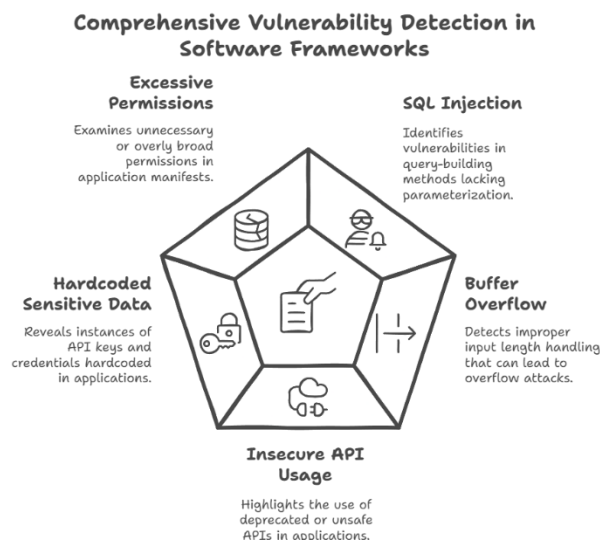 Comprehensive Vulnerability Detection in
Software Frameworks
Excessive
Permissions
Examines unnecessary
or overly broad
permissions in
application manifests.
SQL Injection
Identifies
vulnerabilities in
query-building
methods lacking
parameterization.
Hardcoded
Sensitive Data
Reveals instances of
API keys and
credentials hardcoded
in applications.
Buffer
Overflow
Detects improper
input length handling
that can lead to
overflow attacks.
Insecure API
Usage
Highlights the use of
deprecated or unsafe
APIs in applications.